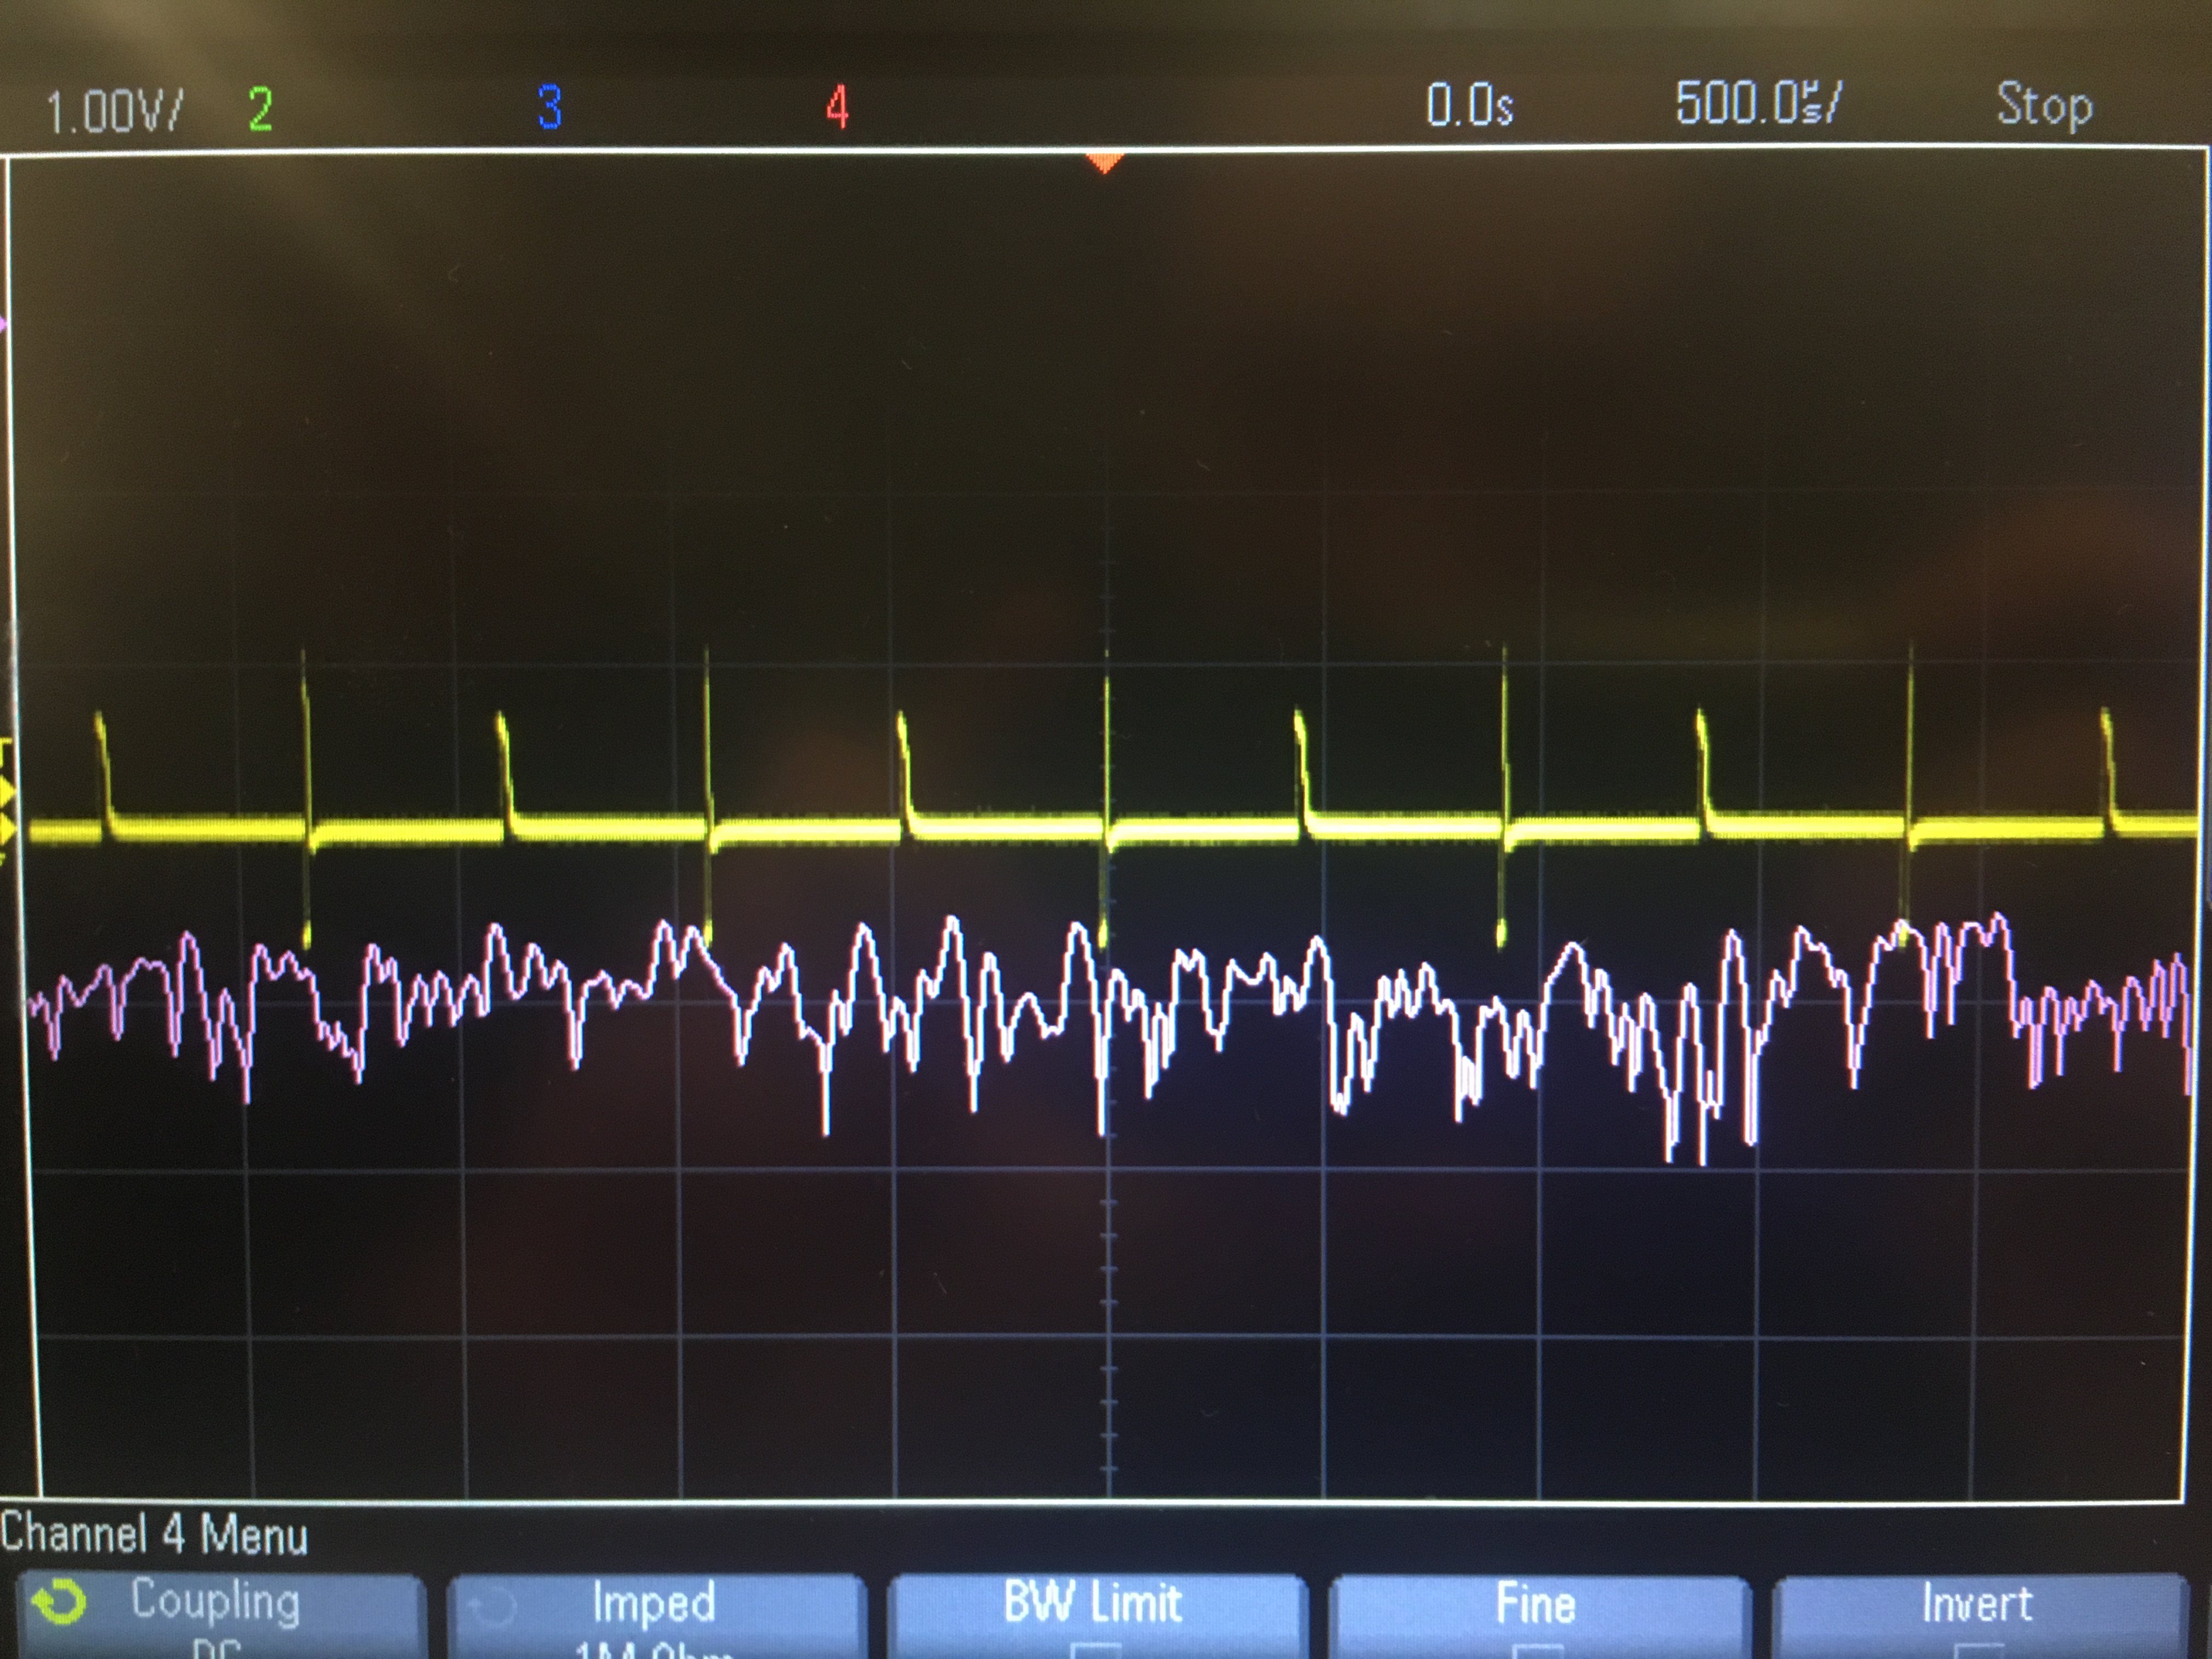 1.00V/ 2 3 4 0.0s 500.0µs/ Stop
Channel 4 Menu
Coupling Imped BW Limit Fine Invert
DC 1M Ohm